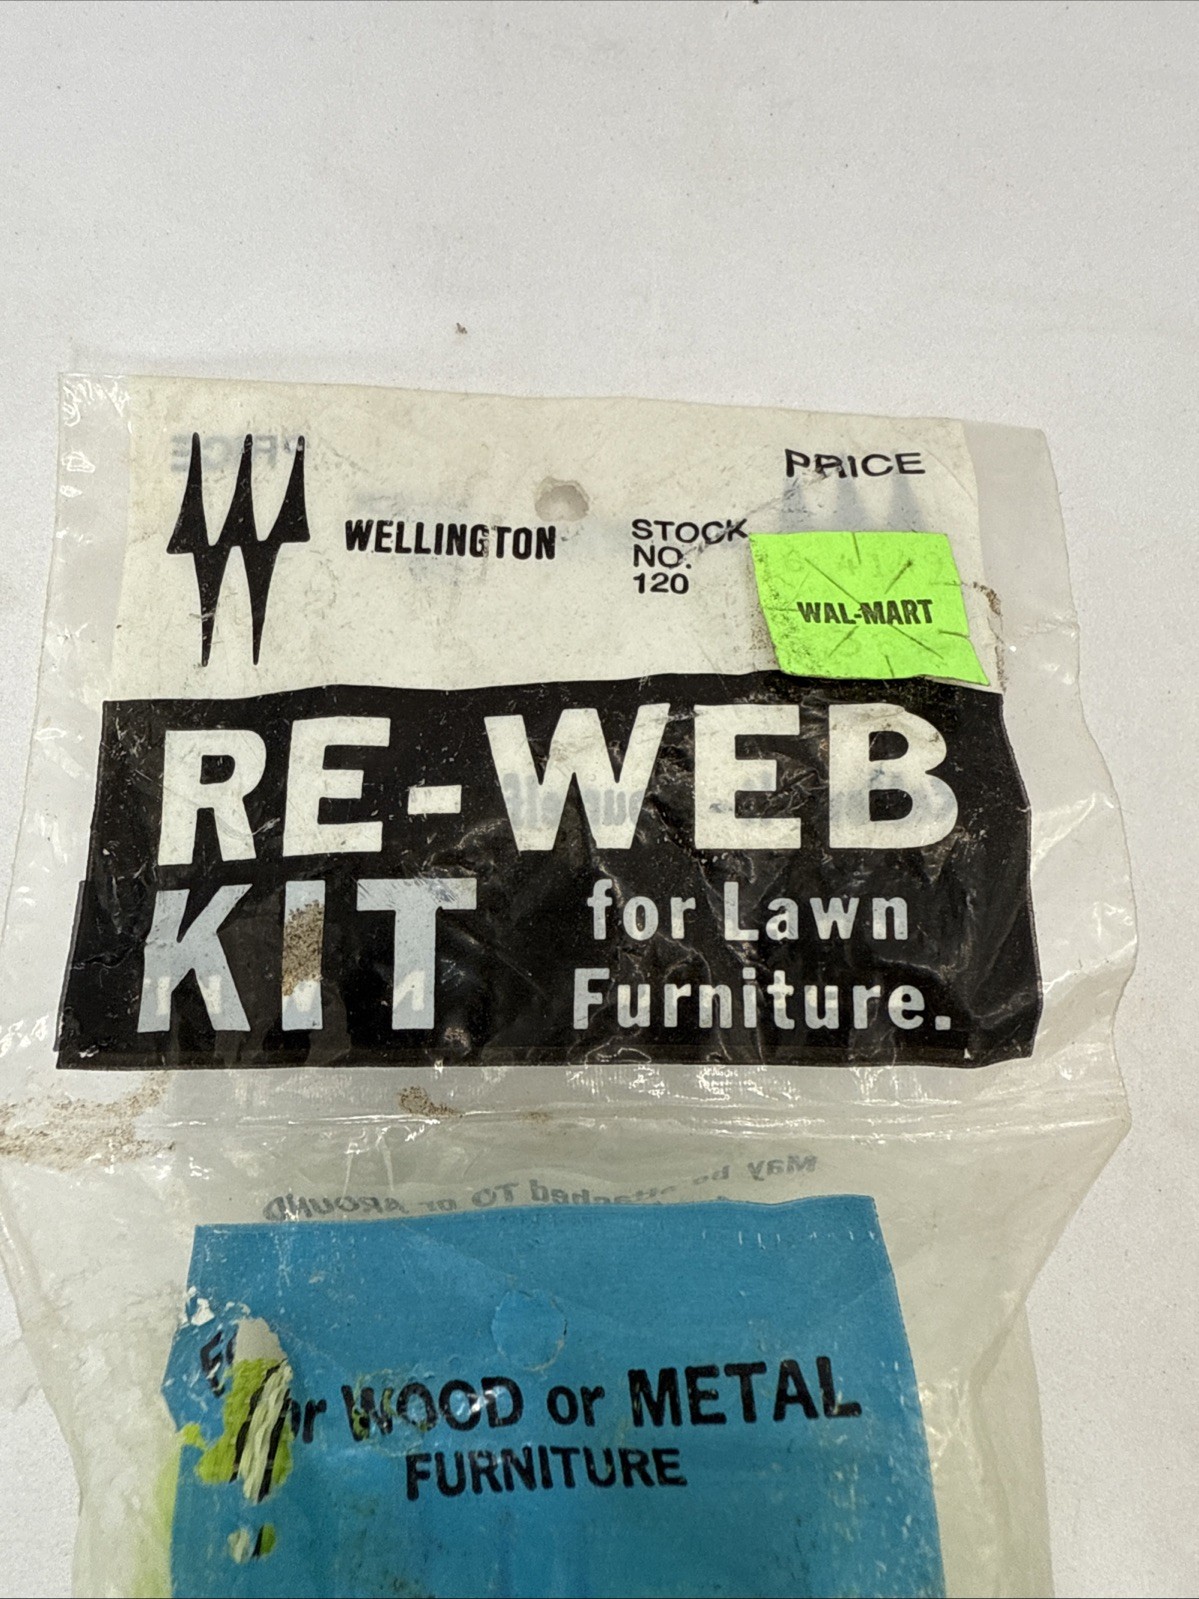 WELLINGTON
STOCK
NO.
120
PRICE
WAL-MART
RE-WEB
KIT
for Lawn
Furniture.
May be attached TO or AROUND
For WOOD or METAL
FURNITURE